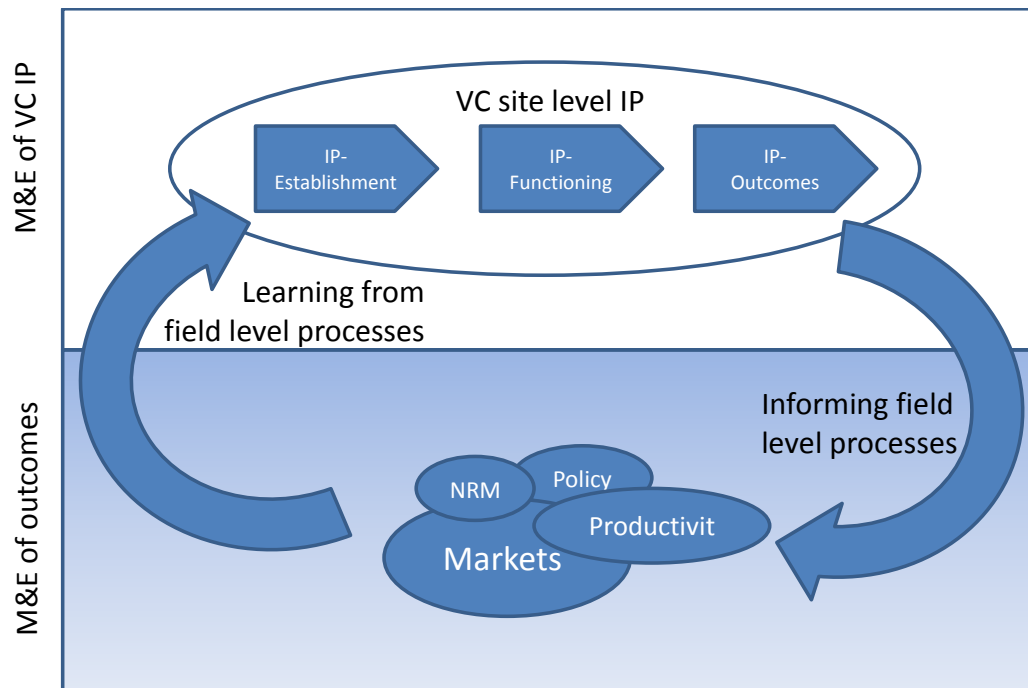 M&E of VC IP
VC site level IP
IP-
Establishment
IP-
Functioning
IP-
Outcomes
Learning from
field level processes
M&E of outcomes
Informing field
level processes
NRM
Policy
Productivit
Markets